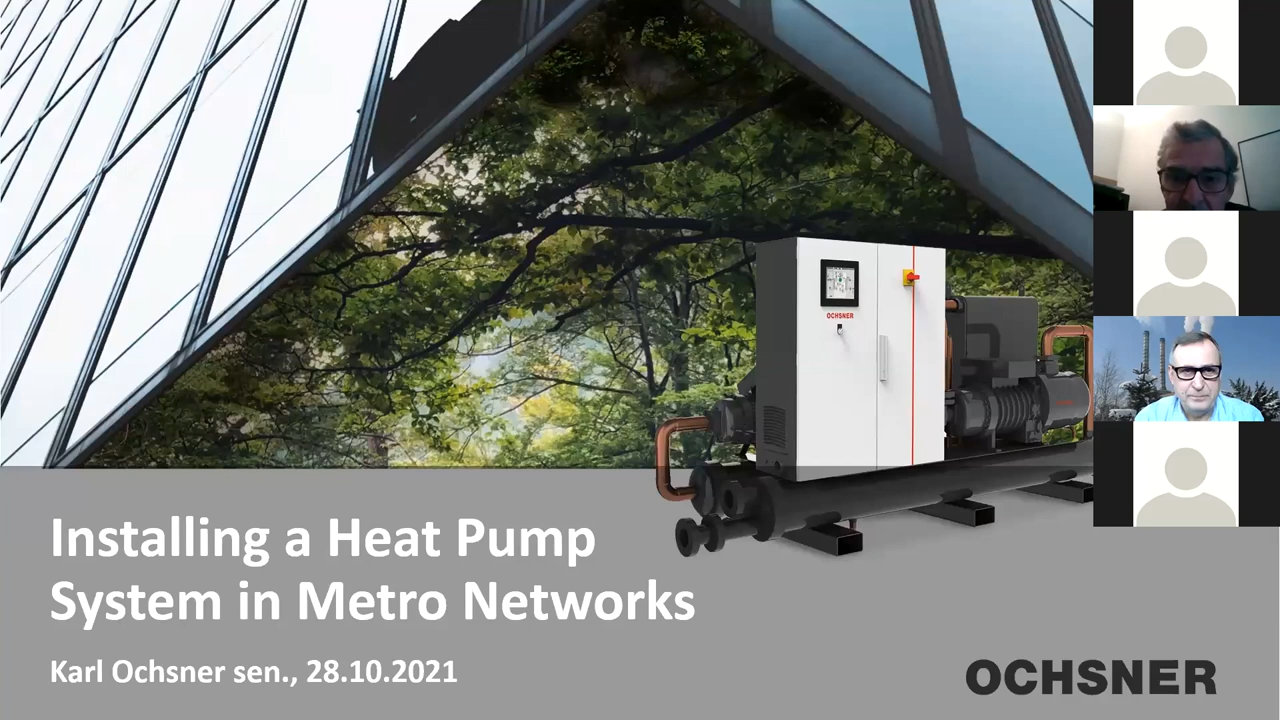 OCHSNER
Installing a Heat Pump
System in Metro Networks
Karl Ochsner sen., 28.10.2021
OCHSNER